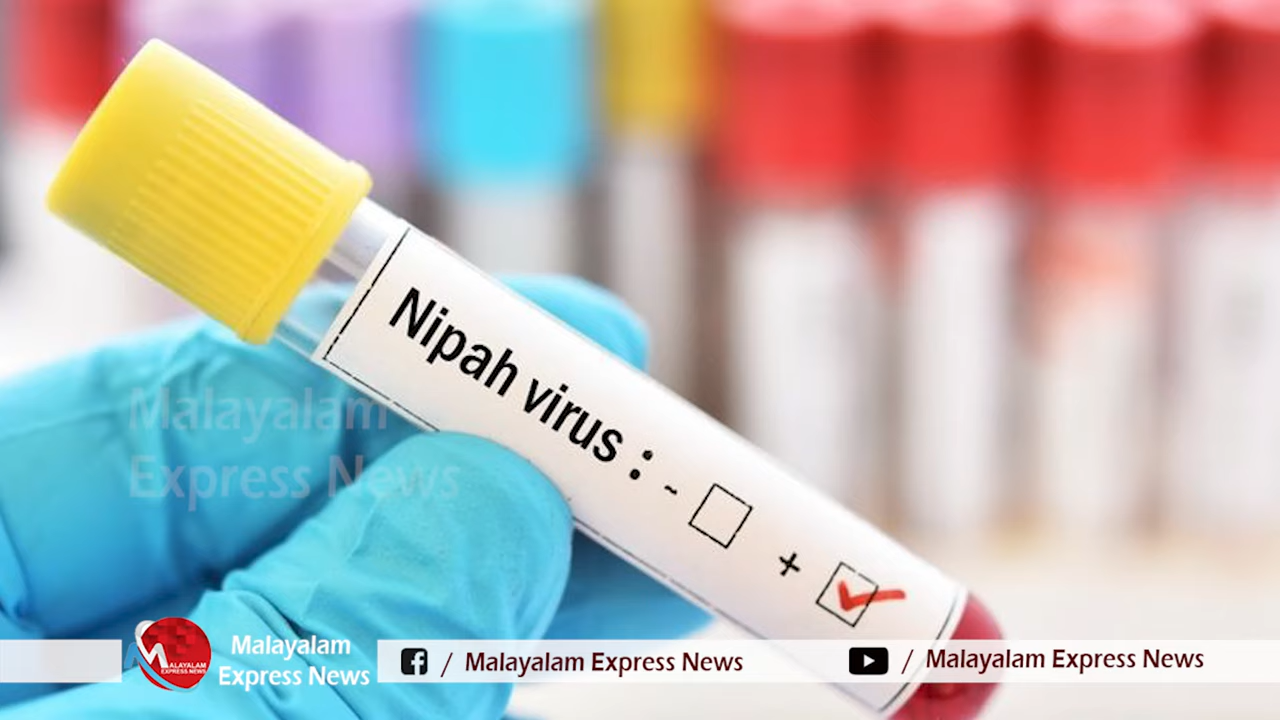 Nipah virus : - ☐ + ☑
Malayalam
Express News
MALAYALAM
EXPRESS NEWS
Malayalam
Express News
/ Malayalam Express News
/ Malayalam Express News